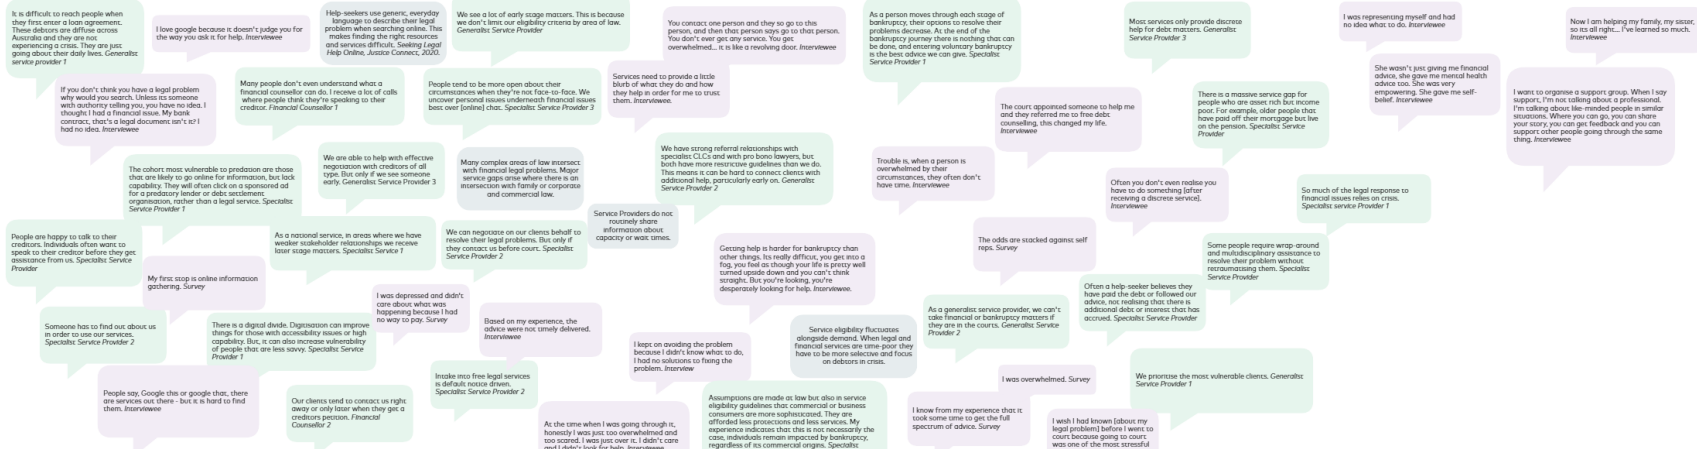 It is difficult to reach people when
they first enter a loan agreement.
These debtors are diffuse across
Australia and they are not
experiencing a crisis. They are just
going about their daily lives. Generalist
service provider 1
I love google because it doesn't judge you for
the way you ask it for help. Interviewee
Help-seekers use generic, everyday
language to describe their legal
problem when searching online. This
makes finding the right resources
and services difficult. Seeking Legal
Help Online, Justice Connect, 2020.
We see a lot of early stage matters. This is because
we don't limit our eligibility criteria by area of law.
Generalist Service Provider
You contact one person and they so go to this
person, and then that person says go to that person.
You don't ever get any service. You get
overwhelmed... it is like a revolving door. Interviewee
As a person moves through each stage of
bankruptcy, their options to resolve their
problems decrease. At the end of the
bankruptcy journey there is nothing that can
be done, and entering voluntary bankruptcy
is the best advice we can give. Specialist
Service Provider 1
Most services only provide discrete
help for debt matters. Generalist
Service Provider 3
I was representing myself and had
no idea what to do. Interviewee
Now I am helping my family, my sister,
so its all right... I've learned so much.
Interviewee
If you don't think you have a legal problem
why would you search. Unless its someone
with authority telling you, you have no idea. I
thought I had a financial issue. My bank
contract, that's a legal document isn't it? I
had no idea. Interviewee
Many people don't even understand what a
financial counsellor can do. I receive a lot of calls
where people think they're speaking to their
creditor. Financial Counsellor 1
People tend to be more open about their
circumstances when they're not face-to-face. We
uncover personal issues underneath financial issues
best over [online] chat. Specialist Service Provider 3
Services need to provide a little
blurb of what they do and how
they help in order for me to trust
them. Interviewee.
The court appointed someone to help me
and they referred me to free debt
counselling, this changed my life.
Interviewee
There is a massive service gap for
people who are asset rich but income
poor. For example, older people that
have paid off their mortgage but live
on the pension. Specialist Service
Provider
She wasn't just giving me financial
advice, she gave me mental health
advice too. She was very
empowering. She gave me self-
belief. Interviewee
I want to organise a support group. When I say
support, I'm not talking about a professional.
I'm talking about like-minded people in similar
situations. Where you can go, you can share
your story, you can get feedback and you can
support other people going through the same
thing. Interviewee
The cohort most vulnerable to predation are those
that are likely to go online for information, but lack
capability. They will often click on a sponsored ad
for a predatory lender or debt settlement
organisation, rather than a legal service. Specialist
Service Provider 1
We are able to help with effective
negotiation with creditors of all
type. But only if we see someone
early. Generalist Service Provider 3
Many complex areas of law intersect
with financial legal problems. Major
service gaps arise where there is an
intersection with family or corporate
and commercial law.
We have strong referral relationships with
specialist CLCs and with pro bono lawyers, but
both have more restrictive guidelines than we do.
This means it can be hard to connect clients with
additional help, particularly early on. Generalist
Service Provider 2
Trouble is, when a person is
overwhelmed by their
circumstances, they often don't
have time. Interviewee
Often you don't even realise you
have to do something [after
receiving a discrete service].
Interviewee
So much of the legal response to
financial issues relies on crisis.
Specialist service Provider 1
People are happy to talk to their
creditors. Individuals often want to
speak to their creditor before they get
assistance from us. Specialist Service
Provider
As a national service, in areas where we have
weaker stakeholder relationships we receive
later stage matters. Specialist Service 1
We can negotiate on our clients behalf to
resolve their legal problems. But only if
they contact us before court. Specialist
Service Provider 2
Service Providers do not
routinely share
information about
capacity or wait times.
Getting help is harder for bankruptcy than
other things. Its really difficult, you get into a
fog, you feel as though your life is pretty well
turned upside down and you can't think
straight. But you're looking, you're
desperately looking for help. Interviewee.
The odds are stacked against self
reps. Survey
Some people require wrap-around
and multidisciplinary assistance to
resolve their problem without
retraumatising them. Specialist
Service Provider
My first stop is online information
gathering. Survey
I was depressed and didn't
care about what was
happening because I had
no way to pay. Survey
Based on my experience, the
advice were not timely delivered.
Interviewee
Often a help-seeker believes they
have paid the debt or followed our
advice, not realising that there is
additional debt or interest that has
accrued. Specialist Service Provider
As a generalist service provider, we can't
take financial or bankruptcy matters if
they are in the courts. Generalist Service
Provider 2
Someone has to find out about us
in order to use our services.
Specialist Service Provider 2
There is a digital divide. Digitisation can improve
things for those with accessibility issues or high
capability. But, it can also increase vulnerability
of people that are less savvy. Specialist Service
Provider 1
I kept on avoiding the problem
because I didn't know what to do,
I had no solutions to fixing the
problem. Interview
Service eligibility fluctuates
alongside demand. When legal and
financial services are time-poor they
have to be more selective and focus
on debtors in crisis.
People say, Google this or google that, there
are services out there - but it is hard to find
them. Interviewee
Our clients tend to contact us right
away or only later when they get a
creditors petition. Financial
Counsellor 2
Intake into free legal services
is default notice driven.
Specialist Service Provider 2
I was overwhelmed. Survey
We prioritise the most vulnerable clients. Generalist
Service Provider 1
At the time when I was going through it,
honestly I was just too overwhelmed and
too scared. I was just over it. I didn't care
and I didn't look for help. Interviewee
Assumptions are made at law but also in service
eligibility guidelines that commercial or business
consumers are more sophisticated. They are
afforded less protections and less services. My
experience indicates that this is not necessarily the
case, individuals remain impacted by bankruptcy,
regardless of its commercial origins. Specialist
I know from my experience that it
took some time to get the full
spectrum of advice. Survey
I wish I had known [about my
legal problem] before I went to
court because going to court
was one of the most stressful